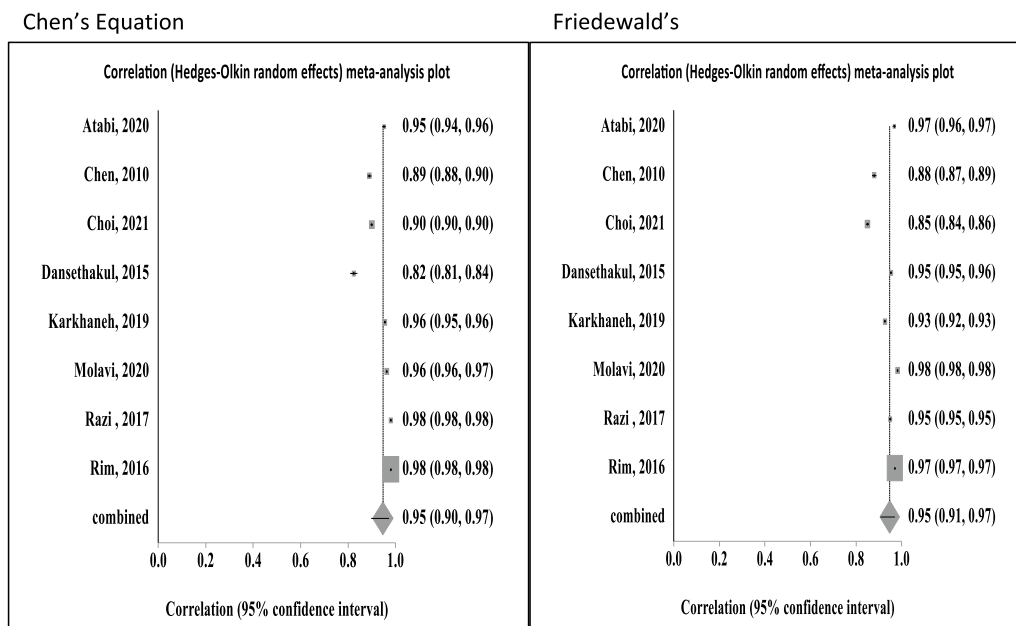 Chen's Equation
Correlation (Hedges-Olkin random effects) meta-analysis plot
Atabi, 2020 0.95 (0.94, 0.96)
Chen, 2010 0.89 (0.88, 0.90)
Choi, 2021 0.90 (0.90, 0.90)
Dansethakul, 2015 0.82 (0.81, 0.84)
Karkhaneh, 2019 0.96 (0.95, 0.96)
Molavi, 2020 0.96 (0.96, 0.97)
Razi , 2017 0.98 (0.98, 0.98)
Rim, 2016 0.98 (0.98, 0.98)
combined 0.95 (0.90, 0.97)
0.0 0.2 0.4 0.6 0.8 1.0
Correlation (95% confidence interval)
Friedewald's
Correlation (Hedges-Olkin random effects) meta-analysis plot
Atabi, 2020 0.97 (0.96, 0.97)
Chen, 2010 0.88 (0.87, 0.89)
Choi, 2021 0.85 (0.84, 0.86)
Dansethakul, 2015 0.95 (0.95, 0.96)
Karkhaneh, 2019 0.93 (0.92, 0.93)
Molavi, 2020 0.98 (0.98, 0.98)
Razi , 2017 0.95 (0.95, 0.95)
Rim, 2016 0.97 (0.97, 0.97)
combined 0.95 (0.91, 0.97)
0.0 0.2 0.4 0.6 0.8 1.0
Correlation (95% confidence interval)